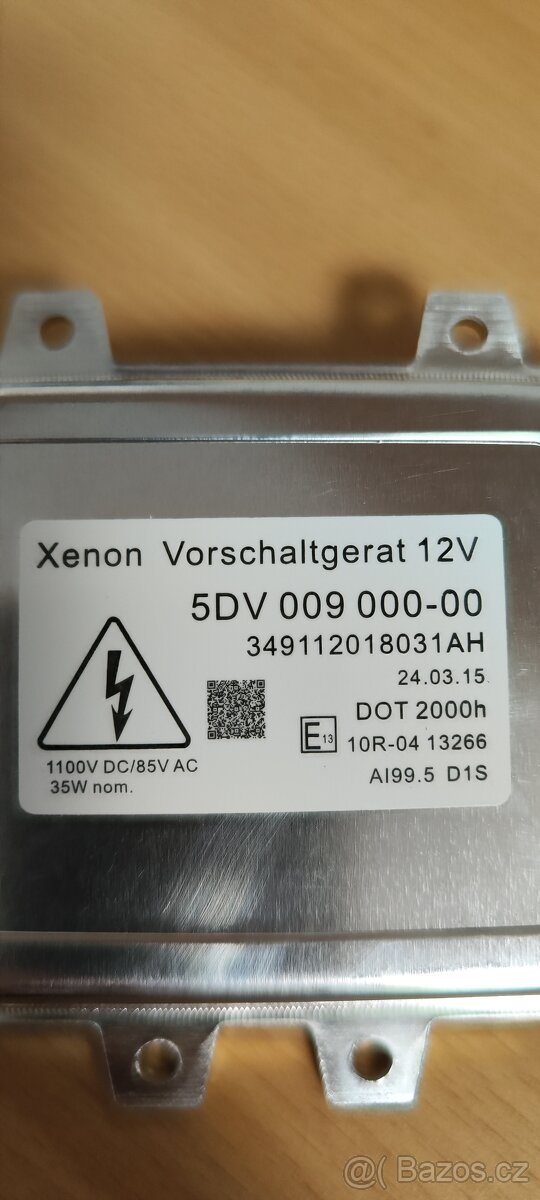 Xenon Vorschaltgerat 12V
5DV 009 000-00
349112018031AH
24.03.15
DOT 2000h
E13 10R-04 13266
AI99.5 D1S
1100V DC/85V AC
35W nom.
@( Bazos.cz